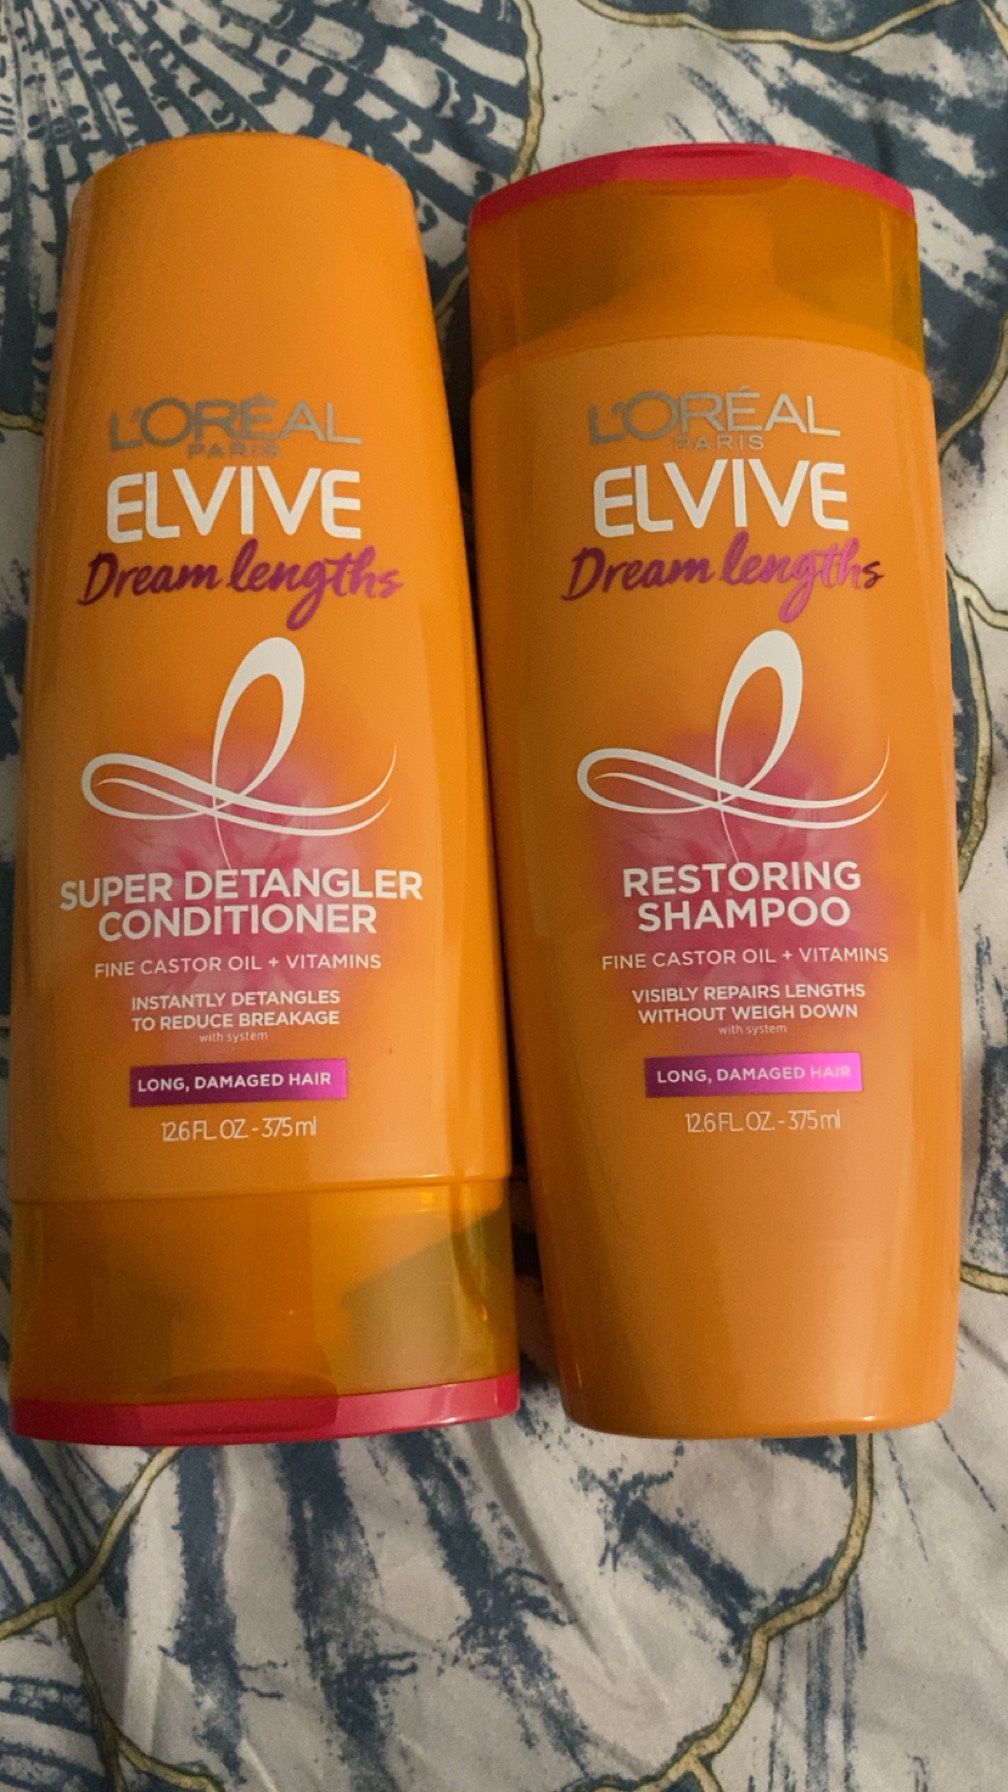 L'ORÉAL
PARIS
ELVIVE
Dream lengths
SUPER DETANGLER
CONDITIONER
FINE CASTOR OIL + VITAMINS
INSTANTLY DETANGLES
TO REDUCE BREAKAGE
with system
LONG, DAMAGED HAIR
12.6 FL. OZ. - 375 ml
L'ORÉAL
PARIS
ELVIVE
Dream lengths
RESTORING
SHAMPOO
FINE CASTOR OIL + VITAMINS
VISIBLY REPAIRS LENGTHS
WITHOUT WEIGH DOWN
with system
LONG, DAMAGED HAIR
12.6 FL. OZ. - 375 ml